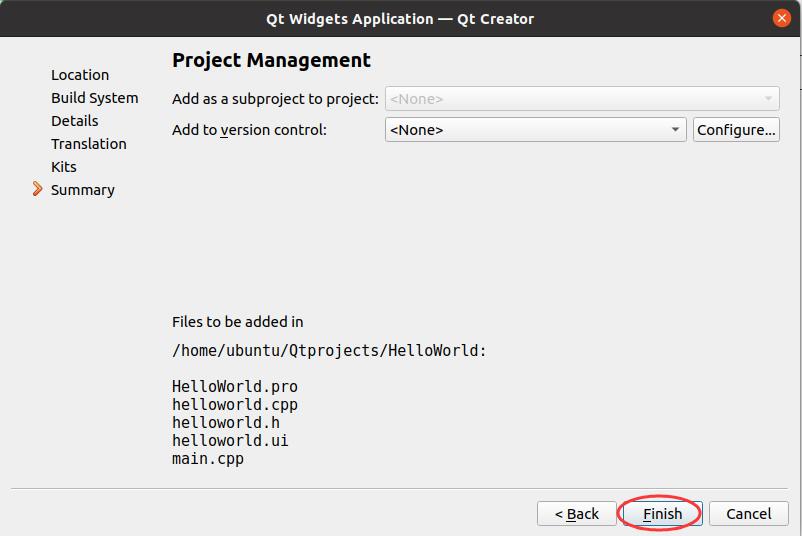 Qt Widgets Application — Qt Creator
Location
Build System
Details
Translation
Kits
Summary
Project Management
Add as a subproject to project: <None>
Add to version control: <None> Configure...
Files to be added in
/home/ubuntu/Qtprojects/HelloWorld:
HelloWorld.pro
helloworld.cpp
helloworld.h
helloworld.ui
main.cpp
< Back Finish Cancel